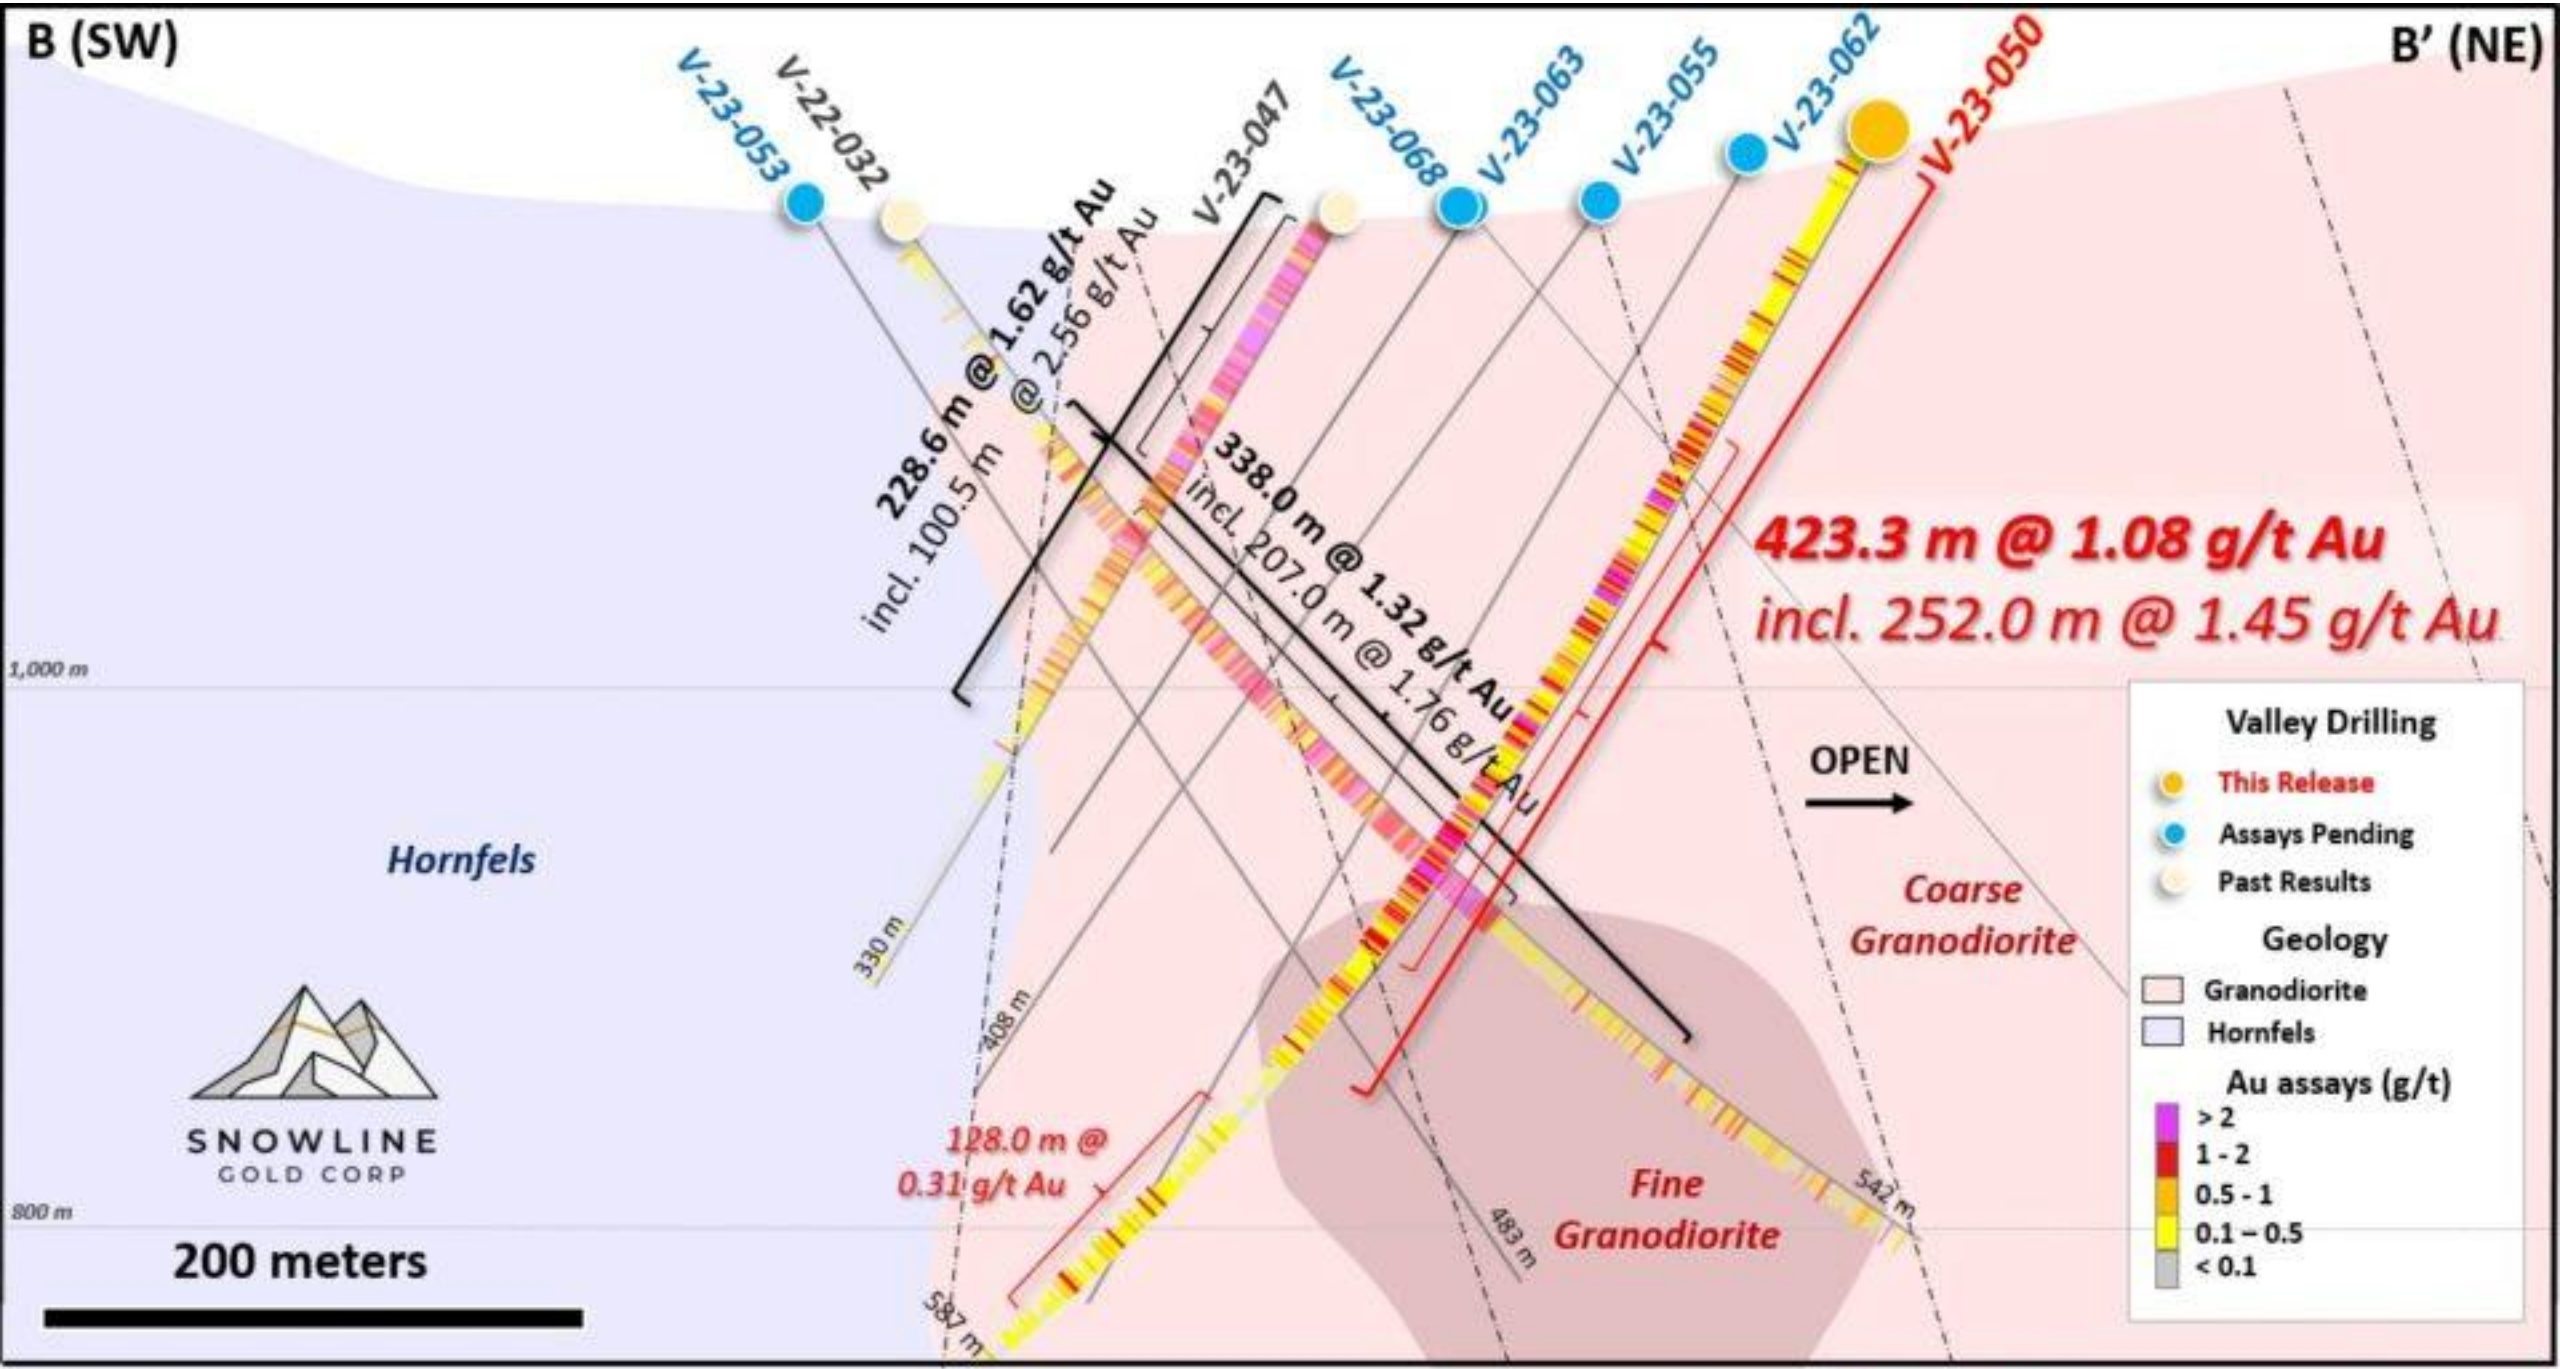 B (SW)
B’ (NE)
V-23-053
V-22-032
V-23-047
V-23-068
V-23-063
V-23-055
V-23-062
V-23-050
228.6 m @ 1.62 g/t Au
incl. 100.5 m @ 2.56 g/t Au
338.0 m @ 1.32 g/t Au
incl. 207.0 m @ 1.76 g/t Au
423.3 m @ 1.08 g/t Au
incl. 252.0 m @ 1.45 g/t Au
1,000 m
OPEN
Hornfels
Coarse
Granodiorite
330 m
408 m
128.0 m @
0.31 g/t Au
Fine
Granodiorite
542 m
483 m
587 m
800 m
SNOWLINE
GOLD CORP
200 meters
Valley Drilling
This Release
Assays Pending
Past Results
Geology
Granodiorite
Hornfels
Au assays (g/t)
> 2
1 - 2
0.5 - 1
0.1 – 0.5
< 0.1